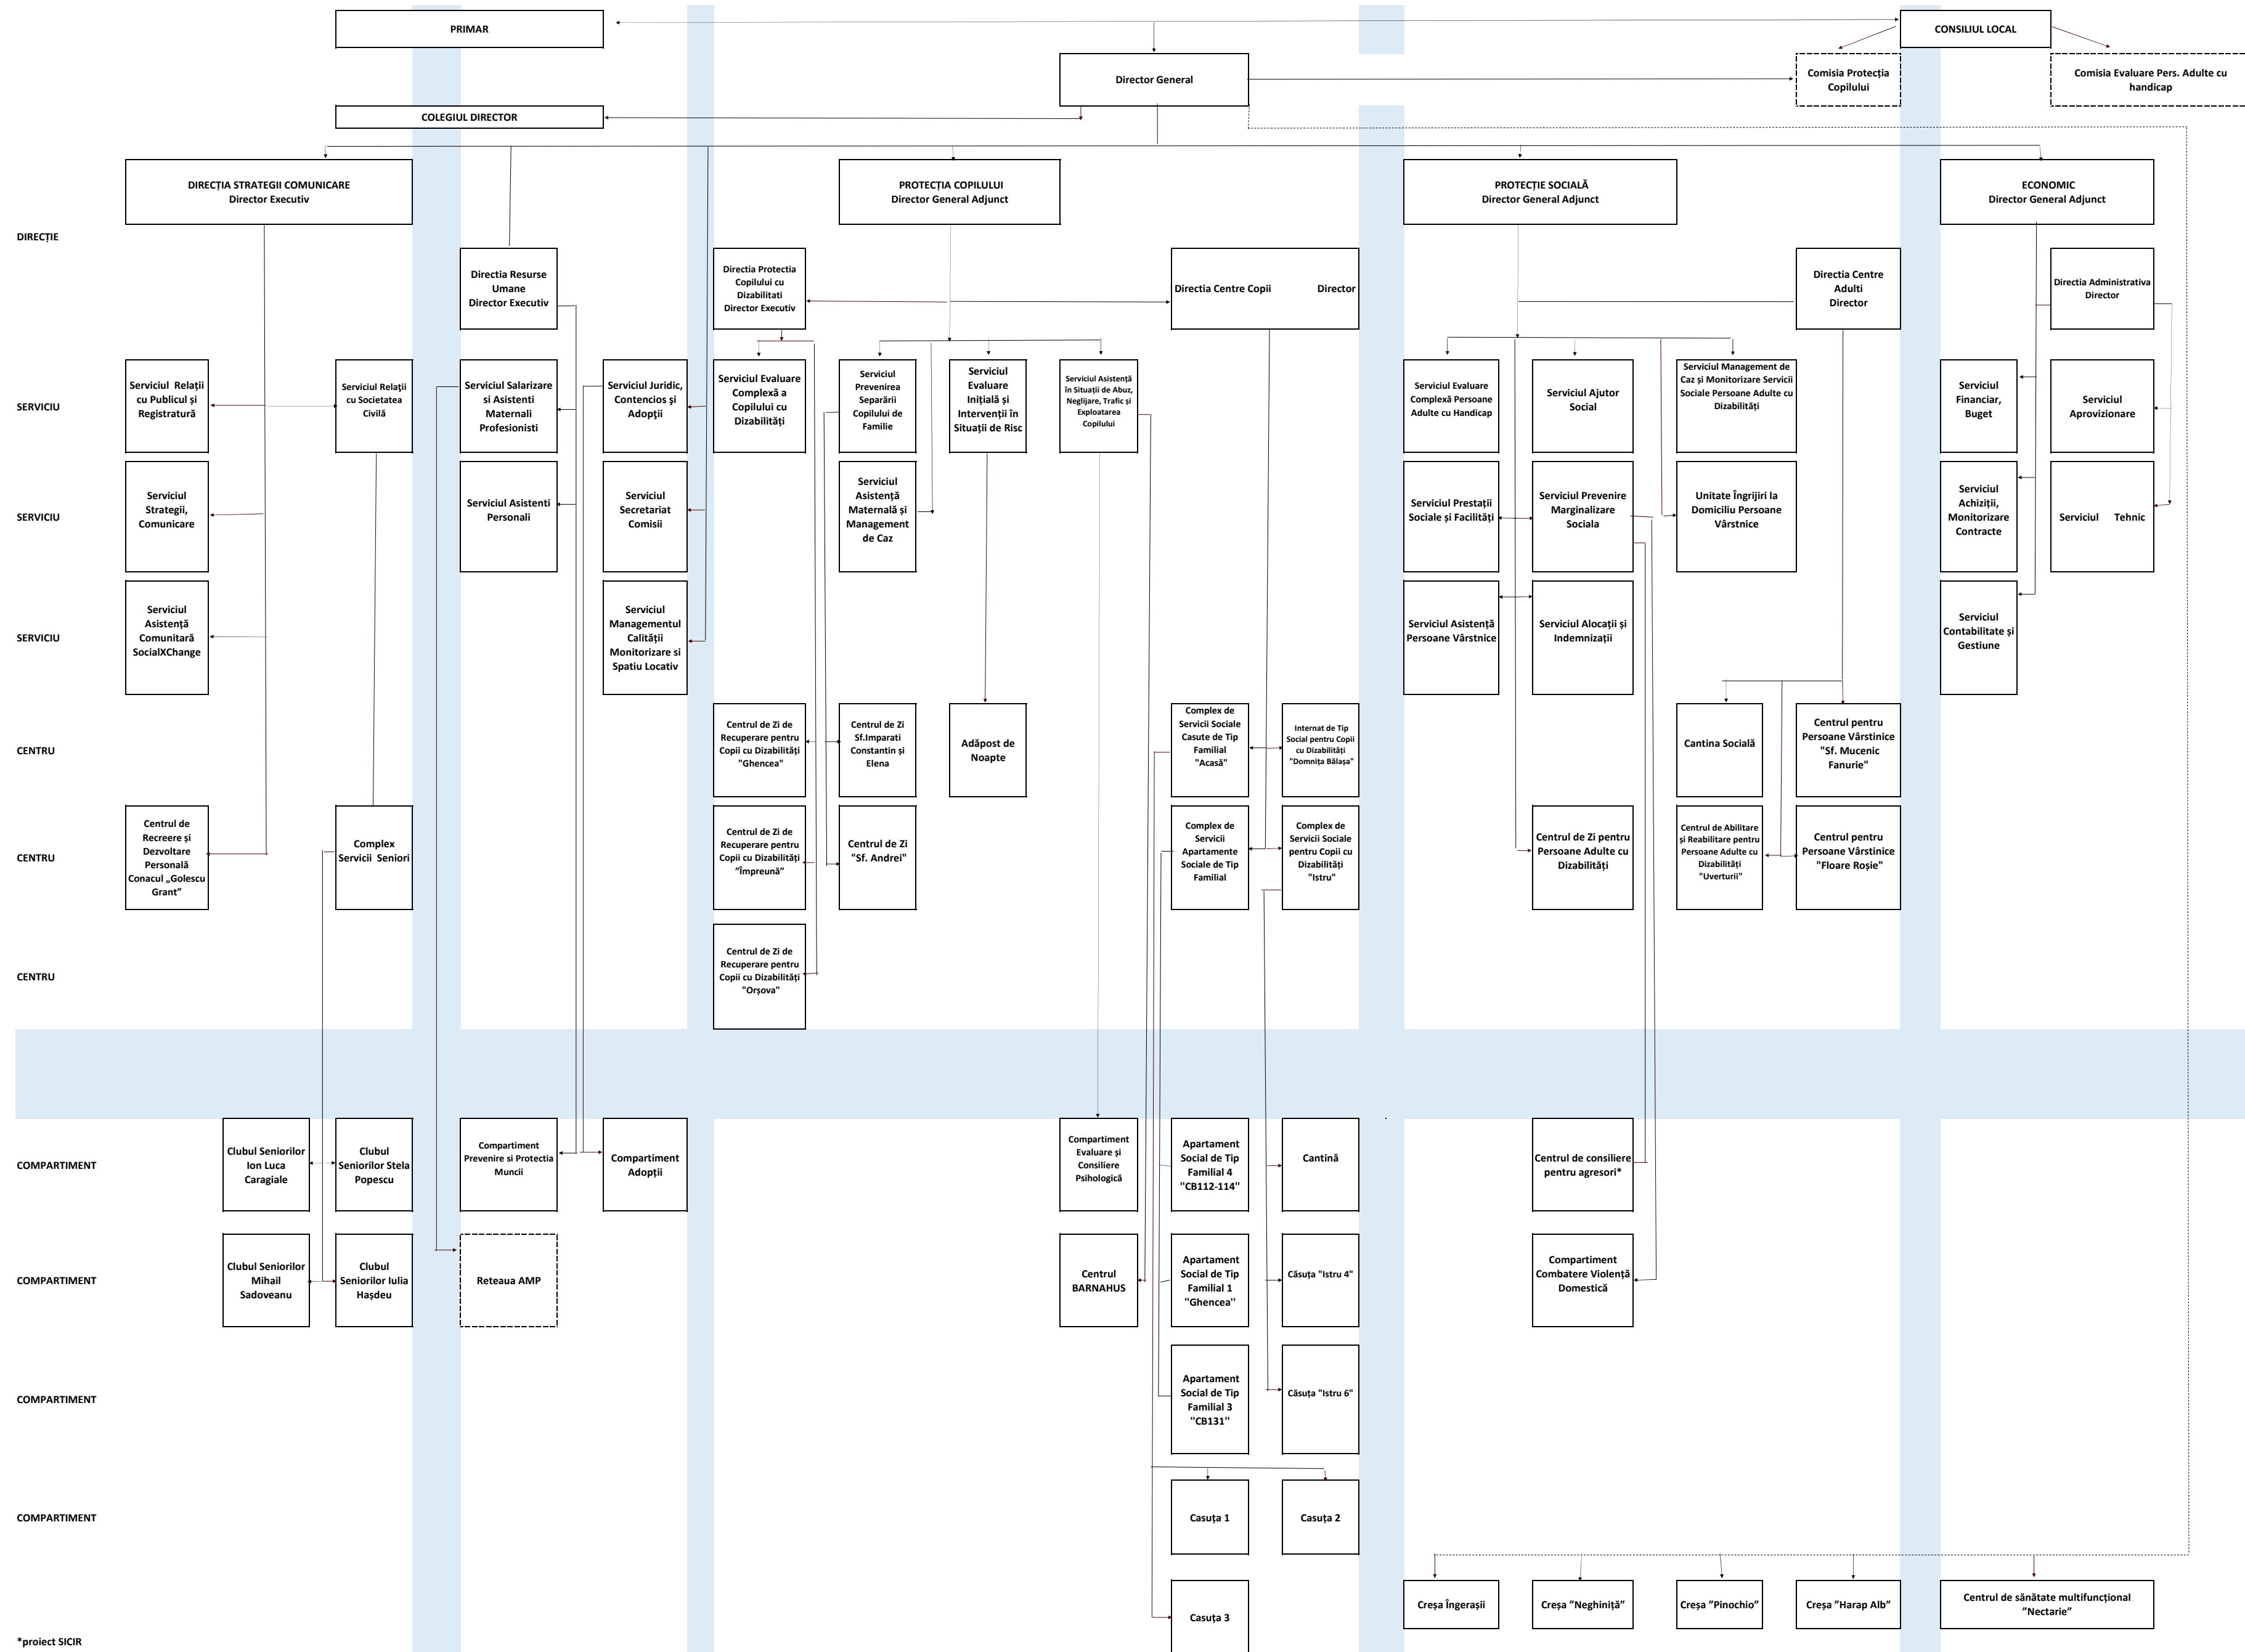 PRIMAR
CONSILIUL LOCAL
Director General
Comisia Protecția
Copilului
Comisia Evaluare Pers. Adulte cu
handicap
COLEGIUL DIRECTOR
DIRECȚIA STRATEGII COMUNICARE
Director Executiv
PROTECȚIA COPILULUI
Director General Adjunct
PROTECȚIE SOCIALĂ
Director General Adjunct
ECONOMIC
Director General Adjunct
DIRECȚIE
Directia Resurse
Umane
Director Executiv
Directia Protectia
Copilului cu
Dizabilitati
Director Executiv
Directia Centre Copii Director
Directia Centre
Adulti
Director
Directia Administrativa
Director
SERVICIU
Serviciul Relații
cu Publicul și
Registratură
Serviciul Relații
cu Societatea
Civilă
Serviciul Salarizare
si Asistenti
Maternali
Profesionisti
Serviciul Juridic,
Contencios şi
Adopţii
Serviciul Evaluare
Complexă a
Copilului cu
Dizabilități
Serviciul
Prevenirea
Separării
Copilului de
Familie
Serviciul
Evaluare
Inițială și
Intervenții în
Situații de Risc
Serviciul Asistență
în Situații de Abuz,
Neglijare, Trafic și
Exploatarea
Copilului
Serviciul Evaluare
Complexă Persoane
Adulte cu Handicap
Serviciul Ajutor
Social
Serviciul Management de
Caz și Monitorizare Servicii
Sociale Persoane Adulte cu
Dizabilități
Serviciul
Financiar,
Buget
Serviciul
Aprovizionare
SERVICIU
Serviciul
Strategii,
Comunicare
Serviciul Asistenti
Personali
Serviciul
Secretariat
Comisii
Serviciul
Asistență
Maternală și
Management
de Caz
Serviciul Prestații
Sociale și Facilități
Serviciul Prevenire
Marginalizare
Sociala
Unitate Îngrijiri la
Domiciliu Persoane
Vârstnice
Serviciul
Achiziții,
Monitorizare
Contracte
Serviciul Tehnic
SERVICIU
Serviciul
Asistență
Comunitară
SocialXChange
Serviciul
Managementul
Calității
Monitorizare si
Spatiu Locativ
Serviciul Asistență
Persoane Vârstnice
Serviciul Alocații și
Indemnizații
Serviciul
Contabilitate și
Gestiune
CENTRU
Centrul de Zi de
Recuperare pentru
Copii cu Dizabilități
"Ghencea"
Centrul de Zi
Sf.Imparati
Constantin și
Elena
Adăpost de
Noapte
Complex de
Servicii Sociale
Casute de Tip
Familial
"Acasă"
Internat de Tip
Social pentru Copii
cu Dizabilități
"Domnița Bălașa"
Cantina Socială
Centrul pentru
Persoane Vârstinice
"Sf. Mucenic
Fanurie"
CENTRU
Centrul de
Recreere și
Dezvoltare
Personală
Conacul „Golescu
Grant”
Complex
Servicii Seniori
Centrul de Zi de
Recuperare pentru
Copii cu Dizabilități
”Împreună”
Centrul de Zi
"Sf. Andrei"
Complex de
Servicii
Apartamente
Sociale de Tip
Familial
Complex de
Servicii Sociale
pentru Copii cu
Dizabilități
"Istru"
Centrul de Zi pentru
Persoane Adulte cu
Dizabilități
Centrul de Abilitare
și Reabilitare pentru
Persoane Adulte cu
Dizabilități
"Uverturii"
Centrul pentru
Persoane Vârstinice
"Floare Roșie"
CENTRU
Centrul de Zi de
Recuperare pentru
Copii cu Dizabilități
"Orșova"
COMPARTIMENT
Clubul Seniorilor
Ion Luca
Caragiale
Clubul
Seniorilor Stela
Popescu
Compartiment
Prevenire si Protectia
Muncii
Compartiment
Adopții
Compartiment
Evaluare și
Consiliere
Psihologică
Apartament
Social de Tip
Familial 4
"CB112-114"
Cantină
Centrul de consiliere
pentru agresori*
COMPARTIMENT
Clubul Seniorilor
Mihail
Sadoveanu
Clubul
Seniorilor Iulia
Hașdeu
Reteaua AMP
Centrul
BARNAHUS
Apartament
Social de Tip
Familial 1
"Ghencea"
Căsuța "Istru 4"
Compartiment
Combatere Violență
Domestică
COMPARTIMENT
Apartament
Social de Tip
Familial 3
"CB131"
Căsuța "Istru 6"
COMPARTIMENT
Casuța 1
Casuța 2
Casuța 3
Creșa Îngerașii
Creșa ”Neghiniță”
Creșa ”Pinochio”
Creșa ”Harap Alb”
Centrul de sănătate multifuncțional
”Nectarie”
*proiect SICIR